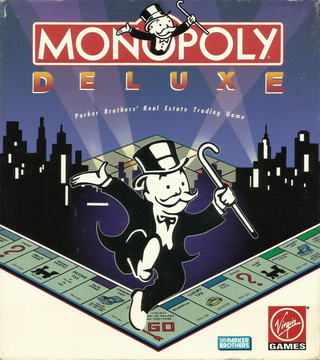 MONOPOLY
DELUXE
Parker Brothers' Real Estate Trading Game
GO
PARKER
BROTHERS
Virgin
GAMES